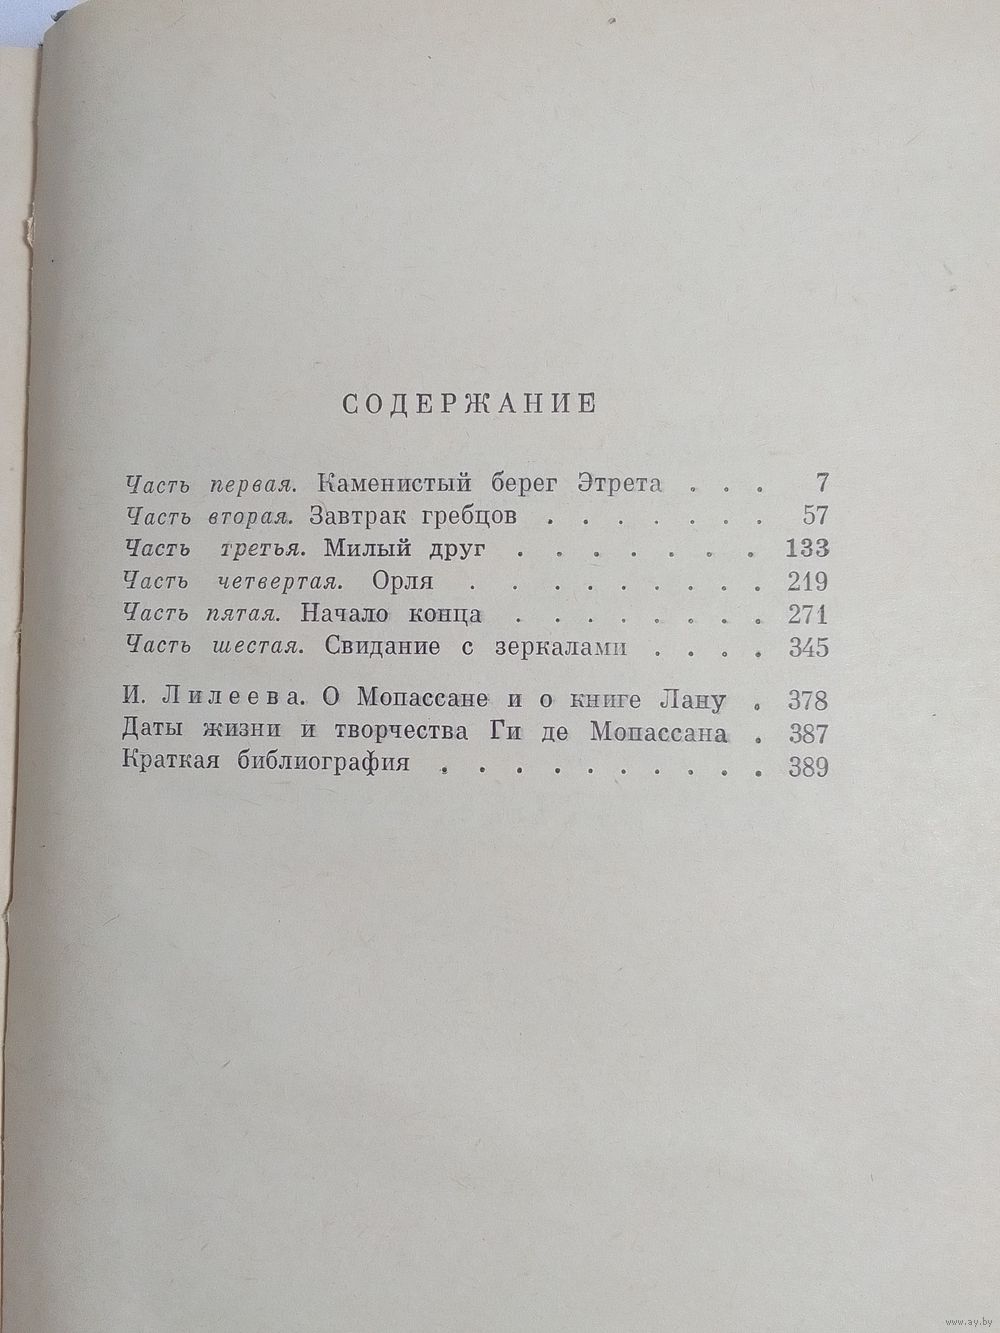 СОДЕРЖАНИЕ
Часть первая. Каменистый берег Этрета . . . 7
Часть вторая. Завтрак гребцов . . . . . . . 57
Часть третья. Милый друг . . . . . . . 133
Часть четвертая. Орля . . . . . . . . 219
Часть пятая. Начало конца . . . . . . . 271
Часть шестая. Свидание с зеркалами . . . . 345
И. Лилеева. О Мопассане и о книге Лану . 378
Даты жизни и творчества Ги де Мопассана . 387
Краткая библиография . . . . . . . . . 389
www.ay.by